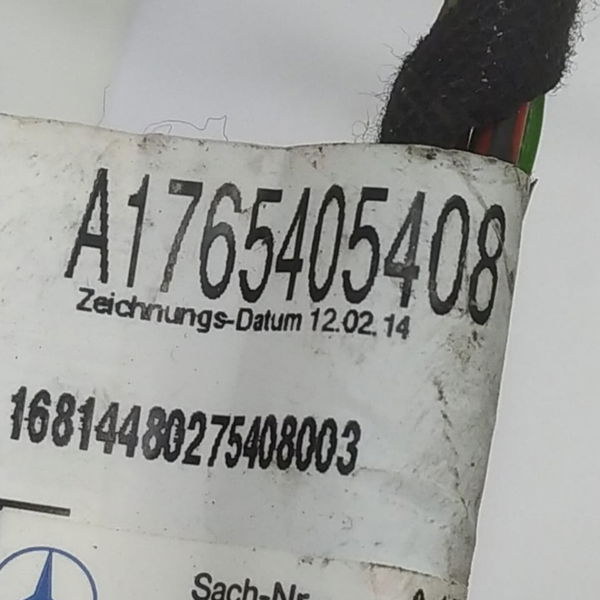 A1765405408
Zeichnungs-Datum 12.02.14
16814480275408003
Sach-Nr